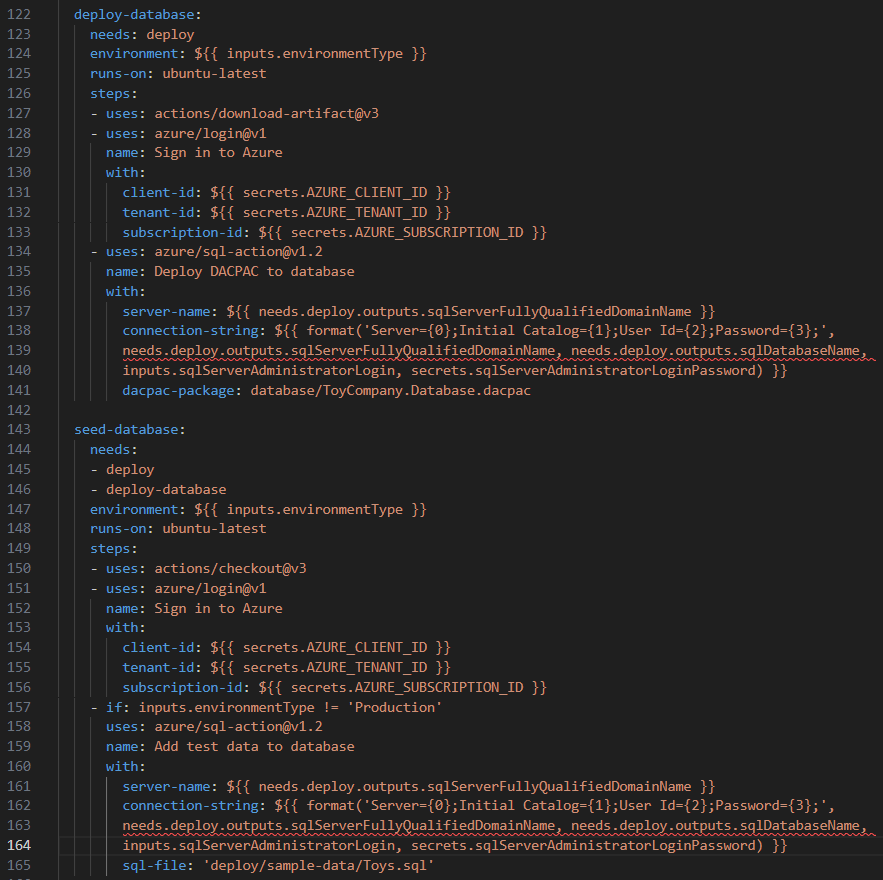 122 deploy-database:
123 needs: deploy
124 environment: ${{ inputs.environmentType }}
125 runs-on: ubuntu-latest
126 steps:
127 - uses: actions/download-artifact@v3
128 - uses: azure/login@v1
129 name: Sign in to Azure
130 with:
131 client-id: ${{ secrets.AZURE_CLIENT_ID }}
132 tenant-id: ${{ secrets.AZURE_TENANT_ID }}
133 subscription-id: ${{ secrets.AZURE_SUBSCRIPTION_ID }}
134 - uses: azure/sql-action@v1.2
135 name: Deploy DACPAC to database
136 with:
137 server-name: ${{ needs.deploy.outputs.sqlServerFullyQualifiedDomainName }}
138 connection-string: ${{ format('Server={0};Initial Catalog={1};User Id={2};Password={3};',
139 needs.deploy.outputs.sqlServerFullyQualifiedDomainName, needs.deploy.outputs.sqlDatabaseName,
140 inputs.sqlServerAdministratorLogin, secrets.sqlServerAdministratorLoginPassword) }}
141 dacpac-package: database/ToyCompany.Database.dacpac
142
143 seed-database:
144 needs:
145 - deploy
146 - deploy-database
147 environment: ${{ inputs.environmentType }}
148 runs-on: ubuntu-latest
149 steps:
150 - uses: actions/checkout@v3
151 - uses: azure/login@v1
152 name: Sign in to Azure
153 with:
154 client-id: ${{ secrets.AZURE_CLIENT_ID }}
155 tenant-id: ${{ secrets.AZURE_TENANT_ID }}
156 subscription-id: ${{ secrets.AZURE_SUBSCRIPTION_ID }}
157 - if: inputs.environmentType != 'Production'
158 uses: azure/sql-action@v1.2
159 name: Add test data to database
160 with:
161 server-name: ${{ needs.deploy.outputs.sqlServerFullyQualifiedDomainName }}
162 connection-string: ${{ format('Server={0};Initial Catalog={1};User Id={2};Password={3};',
163 needs.deploy.outputs.sqlServerFullyQualifiedDomainName, needs.deploy.outputs.sqlDatabaseName,
164 inputs.sqlServerAdministratorLogin, secrets.sqlServerAdministratorLoginPassword) }}
165 sql-file: 'deploy/sample-data/Toys.sql'